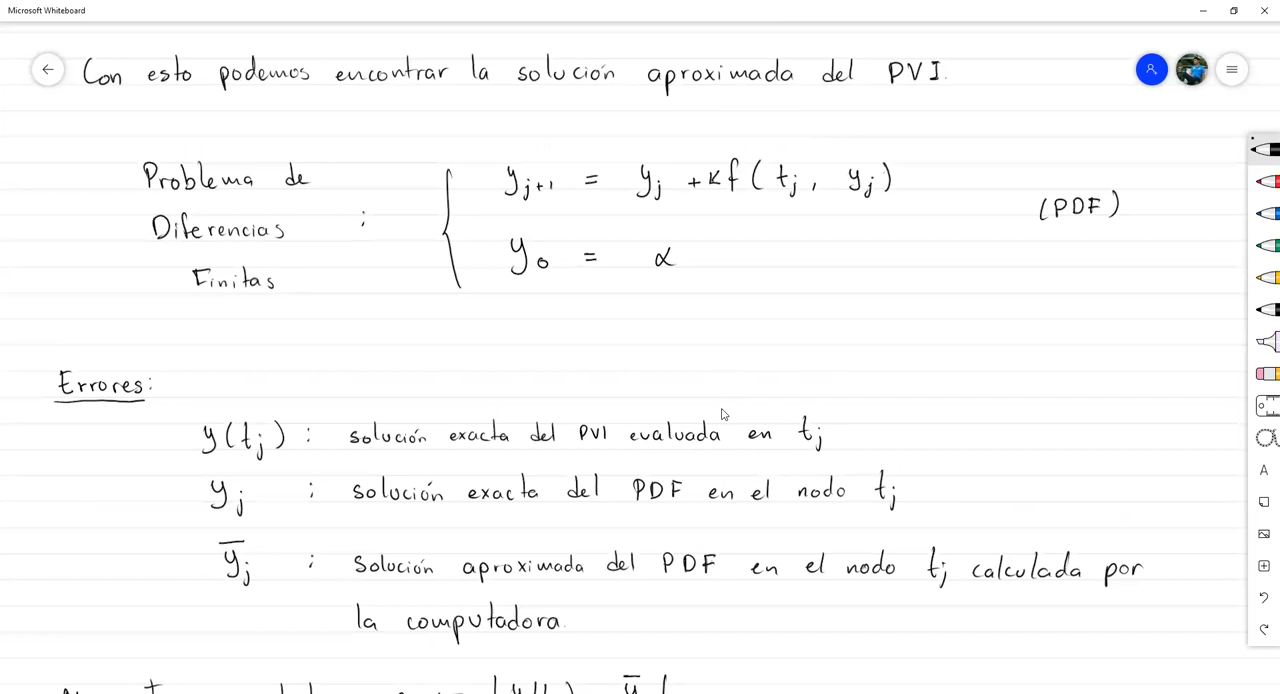 Microsoft Whiteboard
Con esto podemos encontrar la solución aproximada del PVI.
Problema de
Diferencias :
Finitas
y_{j+1} = y_j + k f ( t_j , y_j )
y_0 = α
(PDF)
Errores:
y(t_j) : solución exacta del PVI evaluada en t_j
y_j : solución exacta del PDF en el nodo t_j
ȳ_j : Solución aproximada del PDF en el nodo t_j calculada por
la computadora.